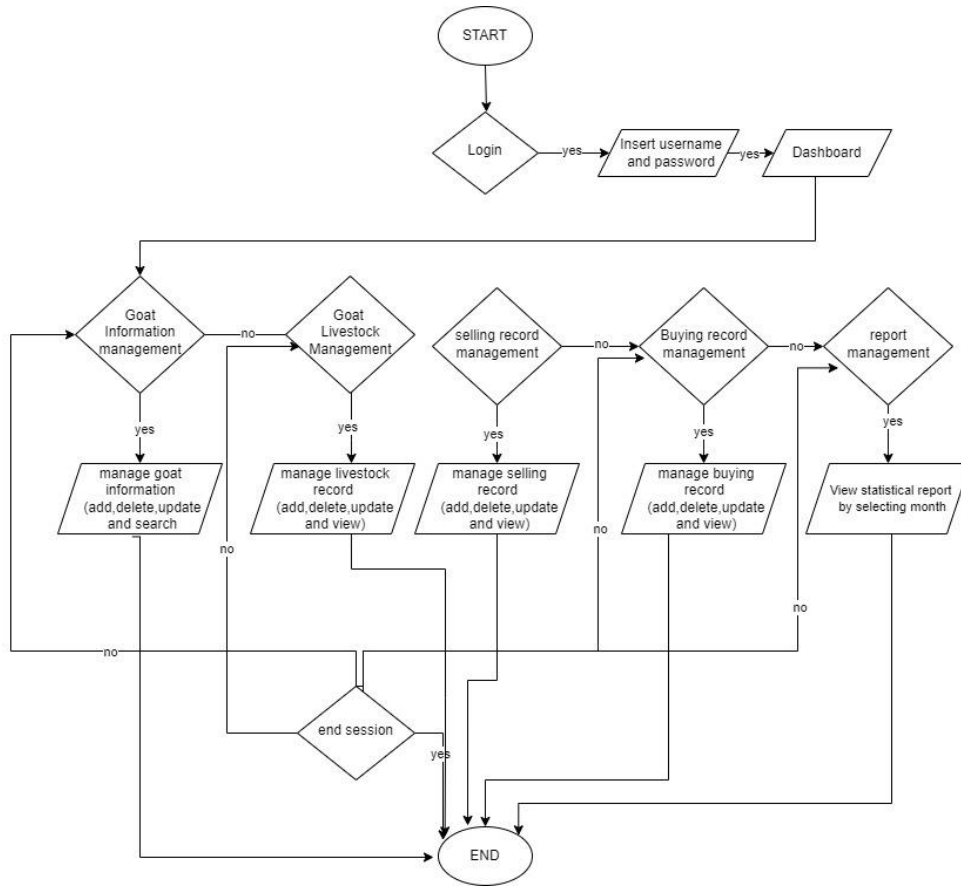 START
Login
yes
Insert username
and password
yes
Dashboard
Goat
Information
management
no
Goat
Livestock
Management
selling record
management
no
Buying record
management
no
report
management
yes
yes
yes
yes
yes
manage goat
information
(add,delete,update
and search
manage livestock
record
(add,delete,update
and view)
manage selling
record
(add,delete,update
and view)
manage buying
record
(add,delete,update
and view)
View statistical report
by selecting month
no
no
no
no
end session
yes
END